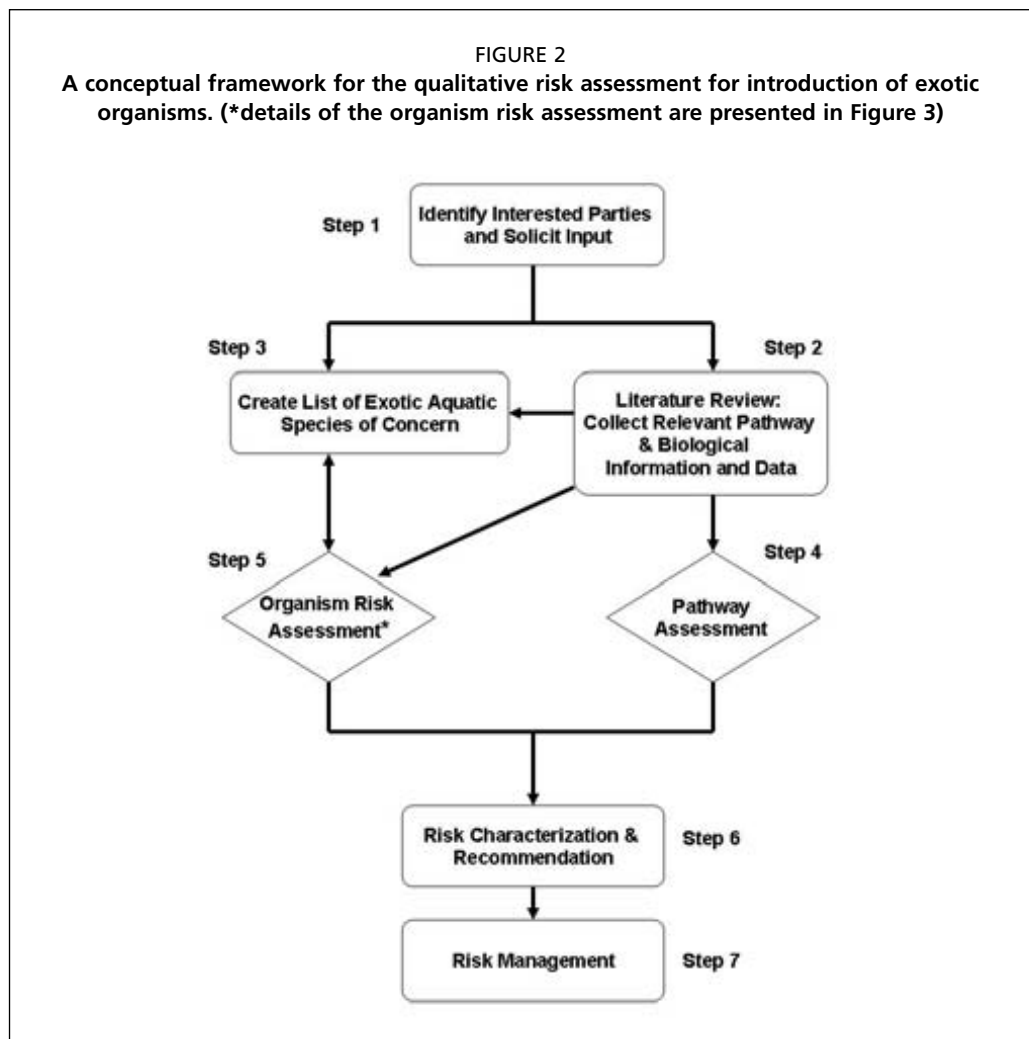 FIGURE 2
A conceptual framework for the qualitative risk assessment for introduction of exotic
organisms. (*details of the organism risk assessment are presented in Figure 3)
Step 1
Identify Interested Parties
and Solicit Input
Step 3
Step 2
Create List of Exotic Aquatic
Species of Concern
Literature Review:
Collect Relevant Pathway
& Biological
Information and Data
Step 5
Step 4
Organism Risk
Assessment*
Pathway
Assessment
Risk Characterization &
Recommendation
Step 6
Risk Management
Step 7